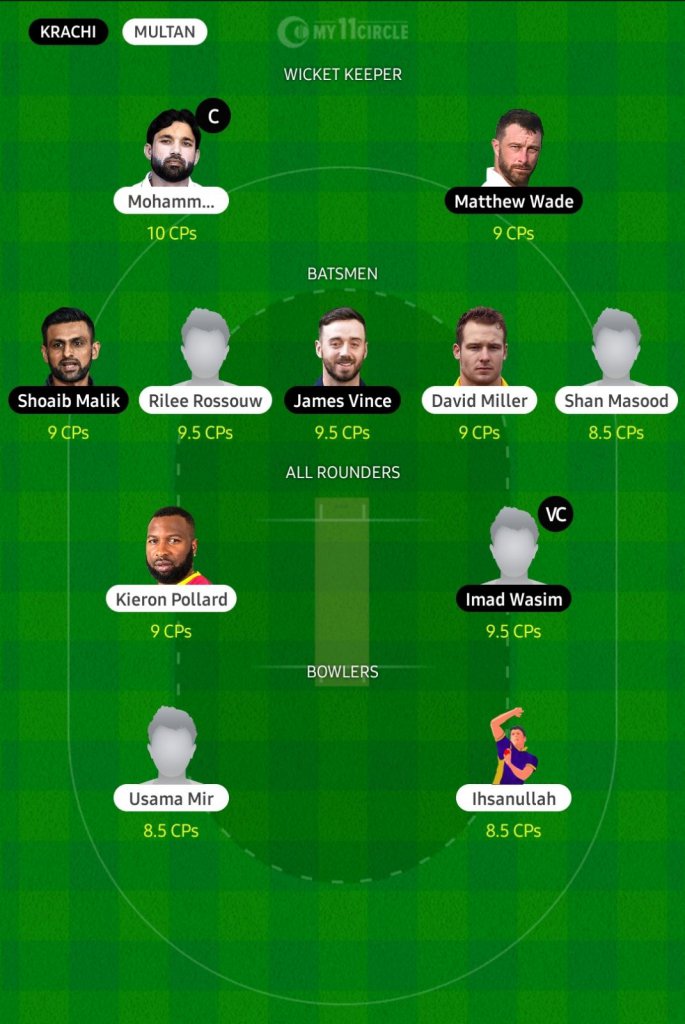 KRACHI MULTAN MY11CIRCLE
WICKET KEEPER
C
Mohamm... Matthew Wade
10 CPs 9 CPs
BATSMEN
Shoaib Malik Rilee Rossouw James Vince David Miller Shan Masood
9 CPs 9.5 CPs 9.5 CPs 9 CPs 8.5 CPs
ALL ROUNDERS
VC
Kieron Pollard Imad Wasim
9 CPs 9.5 CPs
BOWLERS
Usama Mir Ihsanullah
8.5 CPs 8.5 CPs